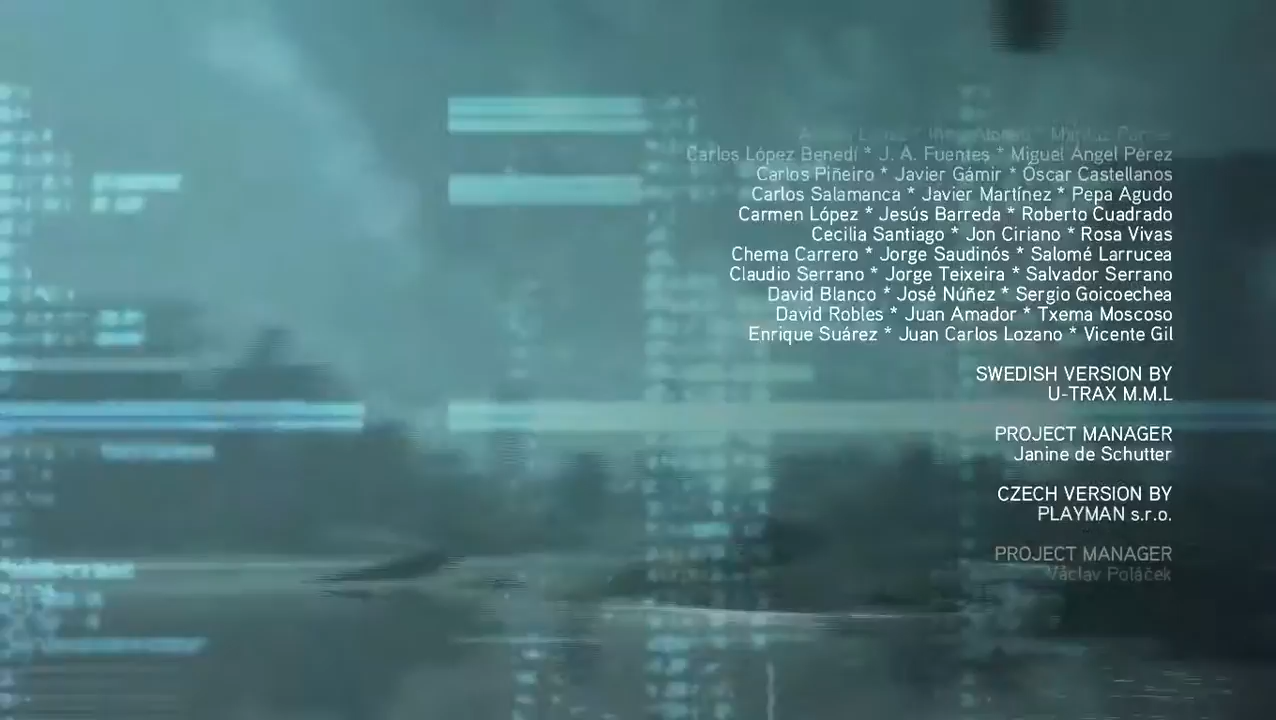 Carlos López Benedí * J. A. Fuentes * Miguel Ángel Pérez
Carlos Piñeiro * Javier Gámir * Óscar Castellanos
Carlos Salamanca * Javier Martínez * Pepa Agudo
Carmen López * Jesús Barreda * Roberto Cuadrado
Cecilia Santiago * Jon Ciriano * Rosa Vivas
Chema Carrero * Jorge Saudinós * Salomé Larrucea
Claudio Serrano * Jorge Teixeira * Salvador Serrano
David Blanco * José Núñez * Sergio Goicoechea
David Robles * Juan Amador * Txema Moscoso
Enrique Suárez * Juan Carlos Lozano * Vicente Gil
SWEDISH VERSION BY
U-TRAX M.M.L
PROJECT MANAGER
Janine de Schutter
CZECH VERSION BY
PLAYMAN s.r.o.
PROJECT MANAGER
Václav Poláček